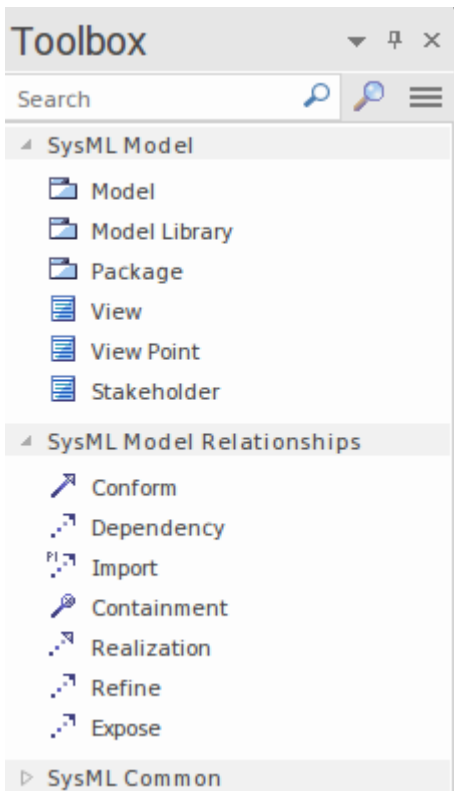 Toolbox
Search
SysML Model
Model
Model Library
Package
View
View Point
Stakeholder
SysML Model Relationships
Conform
Dependency
PI
Import
Containment
Realization
Refine
Expose
SysML Common